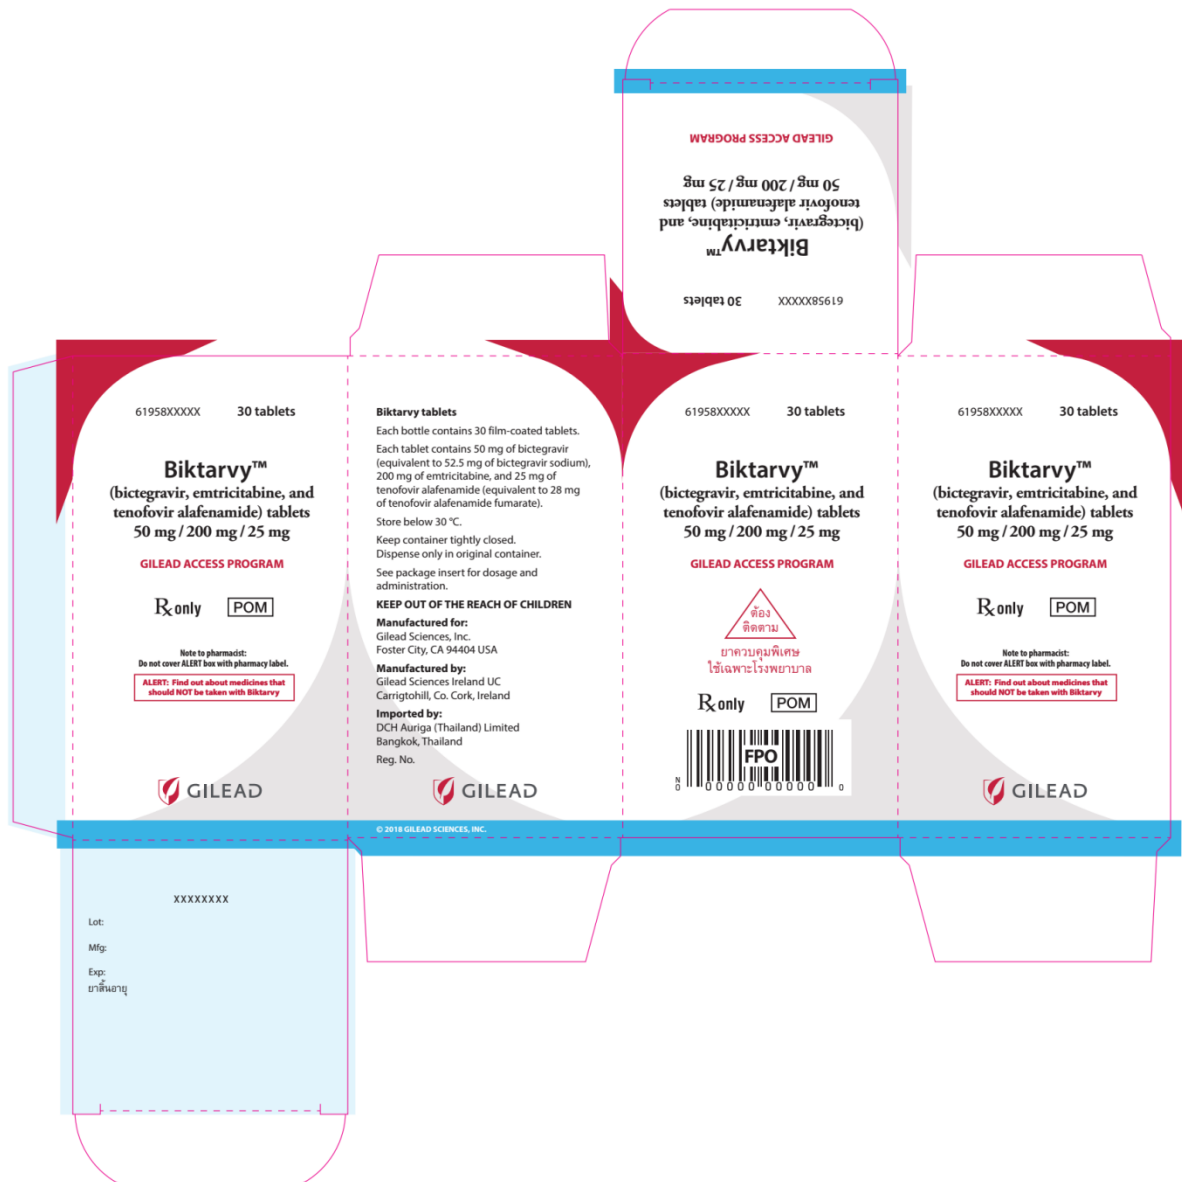 GILEAD ACCESS PROGRAM
50 mg / 200 mg / 25 mg
tenofovir alafenamide) tablets
(bictegravir, emtricitabine, and
Biktarvy™
30 tablets
61958XXXXX
61958XXXXX 30 tablets
Biktarvy™
(bictegravir, emtricitabine, and
tenofovir alafenamide) tablets
50 mg / 200 mg / 25 mg
GILEAD ACCESS PROGRAM
Rx only POM
Note to pharmacist:
Do not cover ALERT box with pharmacy label.
ALERT: Find out about medicines that
should NOT be taken with Biktarvy
GILEAD
Biktarvy tablets
Each bottle contains 30 film-coated tablets.
Each tablet contains 50 mg of bictegravir
(equivalent to 52.5 mg of bictegravir sodium),
200 mg of emtricitabine, and 25 mg of
tenofovir alafenamide (equivalent to 28 mg
of tenofovir alafenamide fumarate).
Store below 30 °C.
Keep container tightly closed.
Dispense only in original container.
See package insert for dosage and
administration.
KEEP OUT OF THE REACH OF CHILDREN
Manufactured for:
Gilead Sciences, Inc.
Foster City, CA 94404 USA
Manufactured by:
Gilead Sciences Ireland UC
Carrigtohill, Co. Cork, Ireland
Imported by:
DCH Auriga (Thailand) Limited
Bangkok, Thailand
Reg. No.
GILEAD
© 2018 GILEAD SCIENCES, INC.
61958XXXXX 30 tablets
Biktarvy™
(bictegravir, emtricitabine, and
tenofovir alafenamide) tablets
50 mg / 200 mg / 25 mg
GILEAD ACCESS PROGRAM
ต้อง
ติดตาม
ยาควบคุมพิเศษ
ใช้เฉพาะโรงพยาบาล
Rx only POM
FPO
N 0 00000 00000 0
61958XXXXX 30 tablets
Biktarvy™
(bictegravir, emtricitabine, and
tenofovir alafenamide) tablets
50 mg / 200 mg / 25 mg
GILEAD ACCESS PROGRAM
Rx only POM
Note to pharmacist:
Do not cover ALERT box with pharmacy label.
ALERT: Find out about medicines that
should NOT be taken with Biktarvy
GILEAD
XXXXXXXX
Lot:
Mfg:
Exp:
ยาสิ้นอายุ